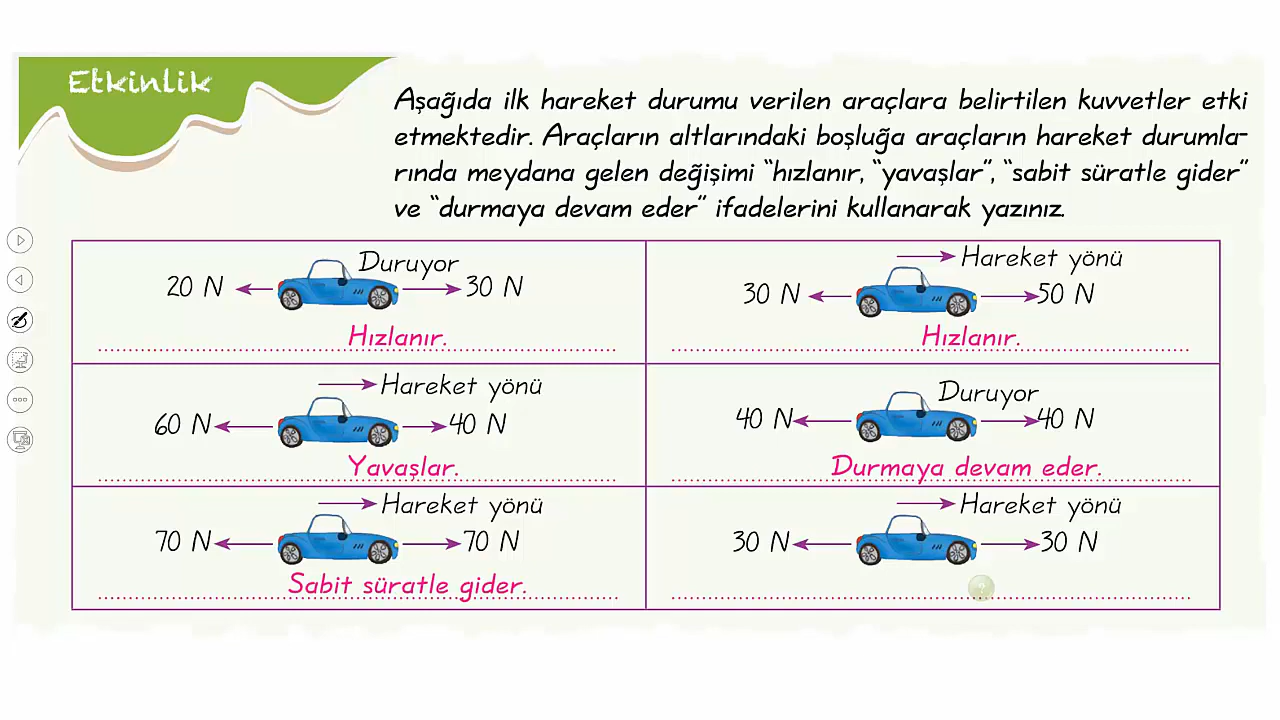 Etkinlik
Aşağıda ilk hareket durumu verilen araçlara belirtilen kuvvetler etki
etmektedir. Araçların altlarındaki boşluğa araçların hareket durumla-
rında meydana gelen değişimi "hızlanır, "yavaşlar", "sabit süratle gider"
ve "durmaya devam eder" ifadelerini kullanarak yazınız.
Duruyor
20 N 30 N
Hızlanır.
Hareket yönü
30 N 50 N
Hızlanır.
Hareket yönü
60 N 40 N
Yavaşlar.
Duruyor
40 N 40 N
Durmaya devam eder.
Hareket yönü
70 N 70 N
Sabit süratle gider.
Hareket yönü
30 N 30 N
?